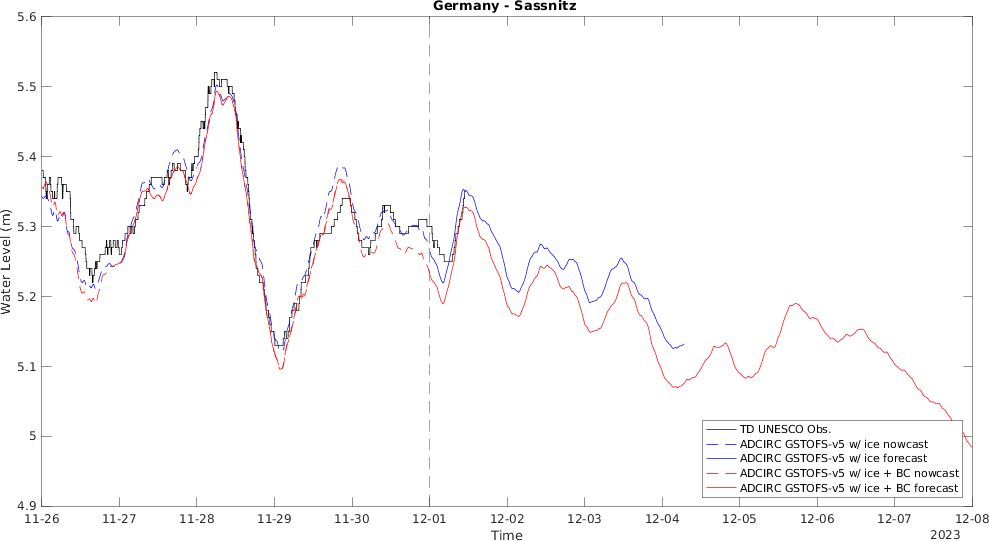 Germany - Sassnitz
Water Level (m)
5.6
5.5
5.4
5.3
5.2
5.1
5
4.9
11-26 11-27 11-28 11-29 11-30 12-01 12-02 12-03 12-04 12-05 12-06 12-07 12-08
Time
2023
TD UNESCO Obs.
ADCIRC GSTOFS-v5 w/ ice nowcast
ADCIRC GSTOFS-v5 w/ ice forecast
ADCIRC GSTOFS-v5 w/ ice + BC nowcast
ADCIRC GSTOFS-v5 w/ ice + BC forecast